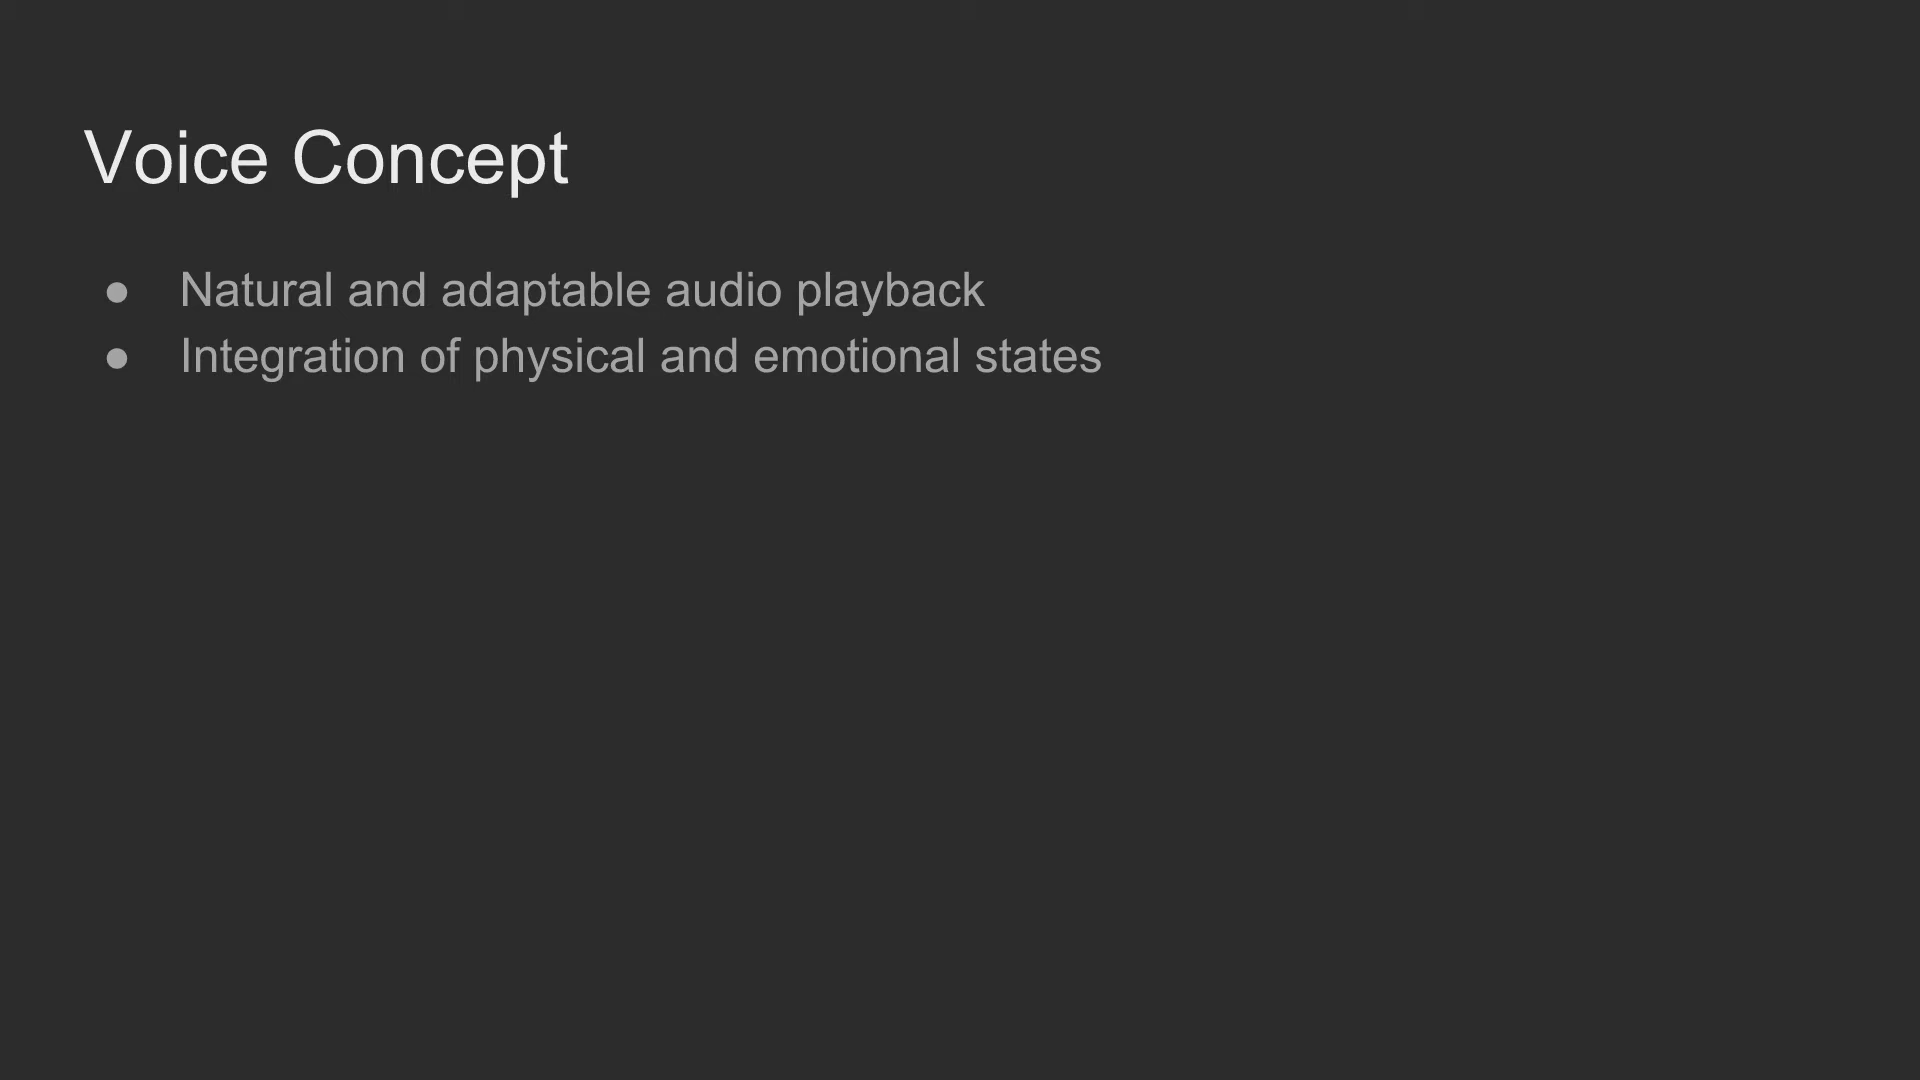 Voice Concept
● Natural and adaptable audio playback
● Integration of physical and emotional states